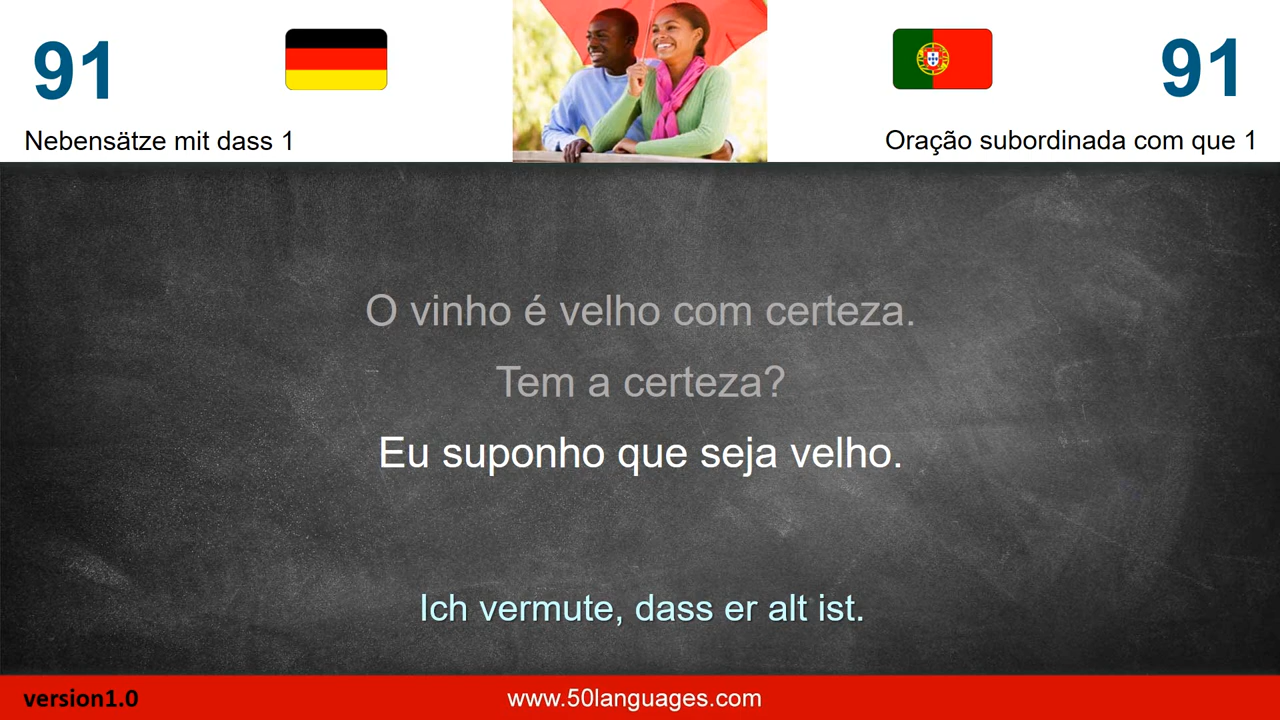 91
91
Nebensätze mit dass 1
Oração subordinada com que 1
O vinho é velho com certeza.
Tem a certeza?
Eu suponho que seja velho.
Ich vermute, dass er alt ist.
version1.0
www.50languages.com